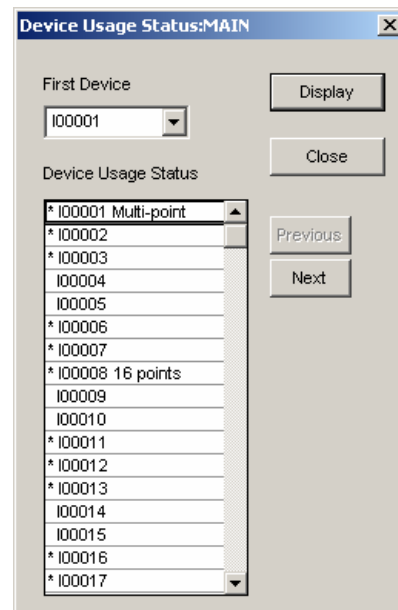 Device Usage Status:MAIN
First Device
I00001
Display
Close
Device Usage Status
* I00001 Multi-point
* I00002
* I00003
I00004
I00005
* I00006
* I00007
* I00008 16 points
I00009
I00010
* I00011
* I00012
* I00013
I00014
I00015
* I00016
* I00017
Previous
Next